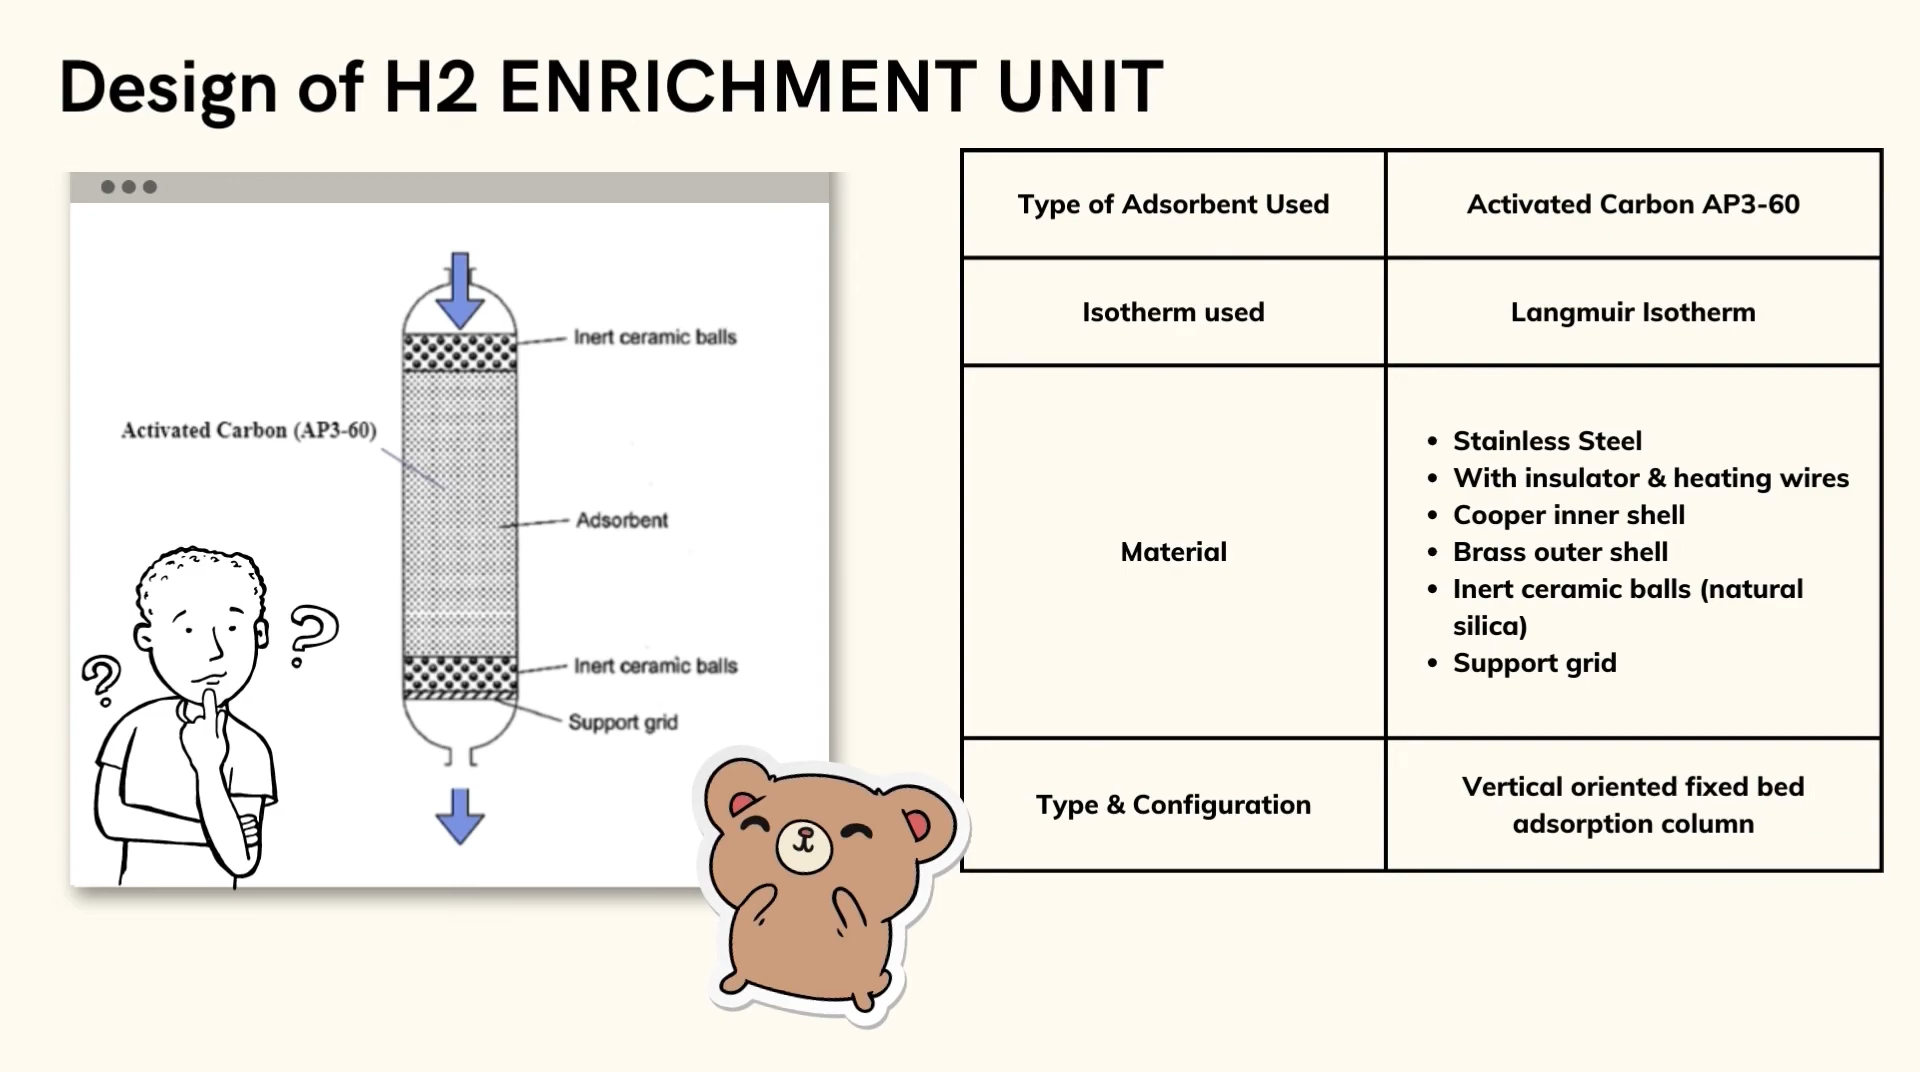 Design of H2 ENRICHMENT UNIT
Inert ceramic balls
Activated Carbon (AP3-60)
Adsorbent
Inert ceramic balls
Support grid
?
?
Type of Adsorbent Used
Activated Carbon AP3-60
Isotherm used
Langmuir Isotherm
Material
• Stainless Steel
• With insulator & heating wires
• Cooper inner shell
• Brass outer shell
• Inert ceramic balls (natural
silica)
• Support grid
Type & Configuration
Vertical oriented fixed bed
adsorption column